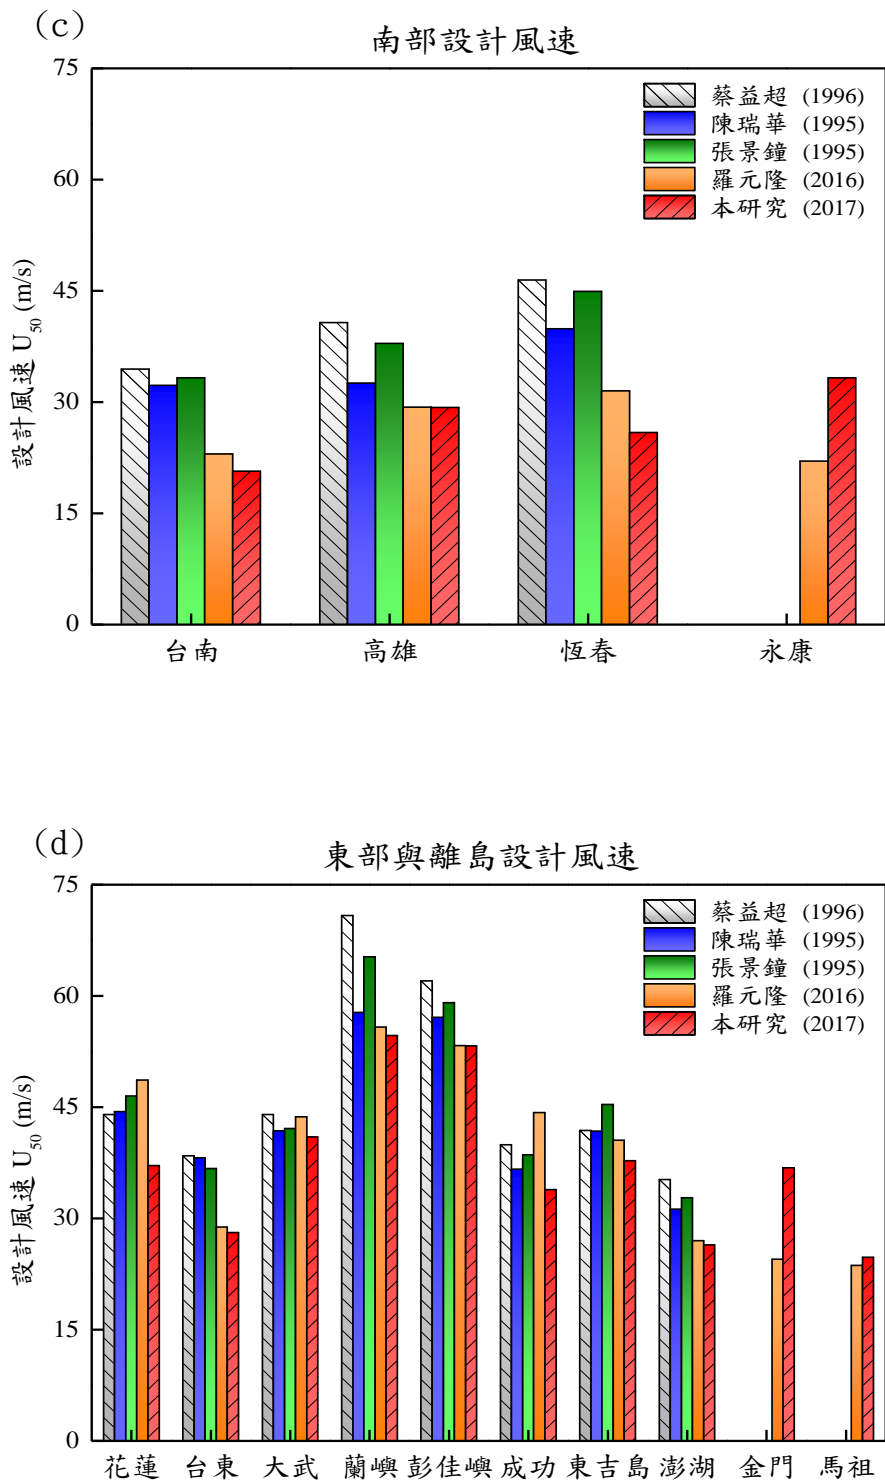 (c)
南部設計風速
75
60
45
30
15
0
設計風速 U₅₀ (m/s)
蔡益超 (1996)
陳瑞華 (1995)
張景鐘 (1995)
羅元隆 (2016)
本研究 (2017)
台南 高雄 恆春 永康
(d)
東部與離島設計風速
75
60
45
30
15
0
設計風速 U₅₀ (m/s)
蔡益超 (1996)
陳瑞華 (1995)
張景鐘 (1995)
羅元隆 (2016)
本研究 (2017)
花蓮 台東 大武 蘭嶼 彭佳嶼 成功 東吉島 澎湖 金門 馬祖